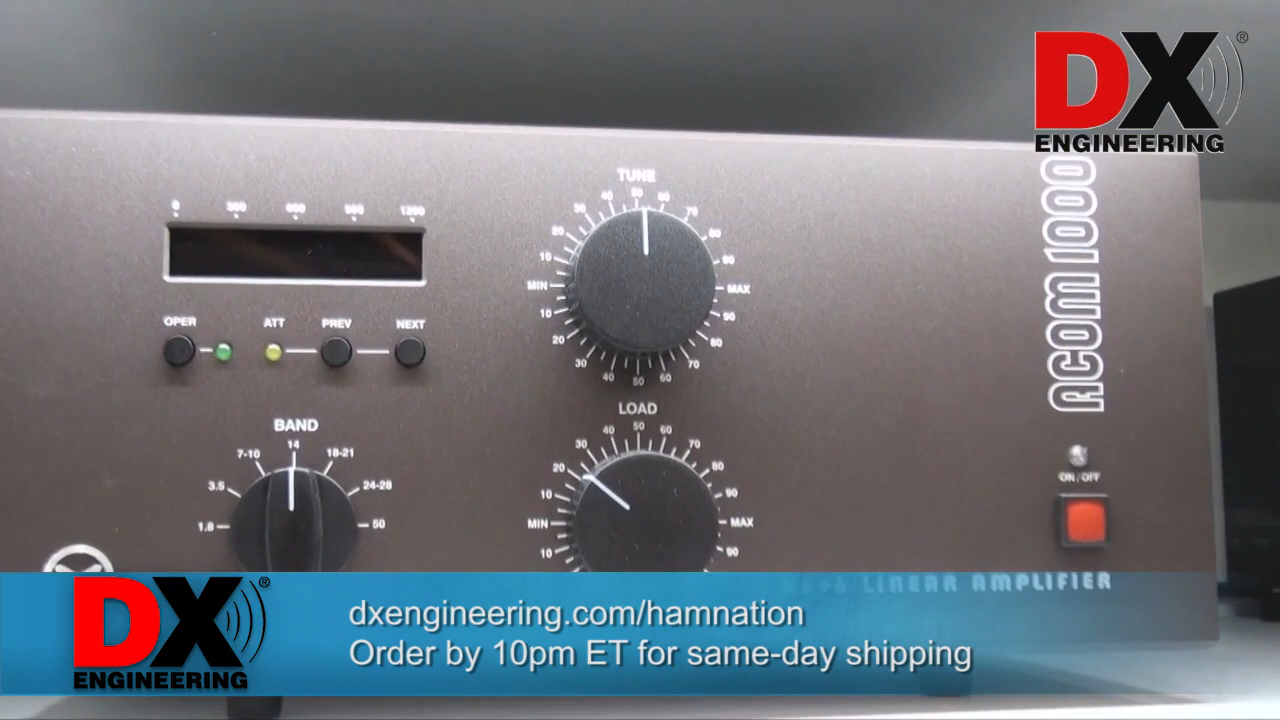 DX
®
ENGINEERING
ACOM 1000
TUNE
50
40 60
30 70
20 80
10 90
MIN MAX
10 90
20 80
30 70
40 60
50
0 300 600 900 1200
OPER ATT PREV NEXT
BAND
14
7-10 18-21
3.5 24-28
1.8 50
LOAD
50
40 60
30 70
20 80
10 90
MIN MAX
10 90
ON/OFF
LINEAR AMPLIFIER
DX
®
ENGINEERING
dxengineering.com/hamnation
Order by 10pm ET for same-day shipping